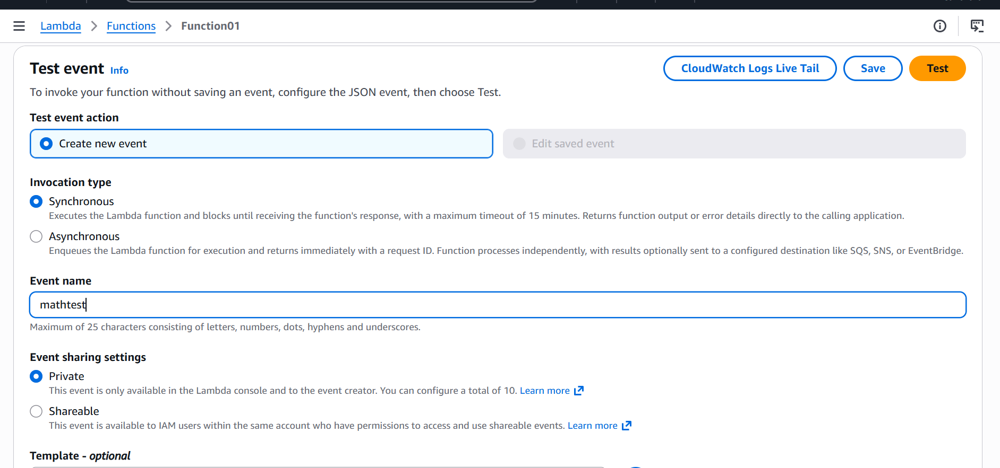 Lambda > Functions > Function01
Test event Info
CloudWatch Logs Live Tail
Save
Test
To invoke your function without saving an event, configure the JSON event, then choose Test.
Test event action
Create new event
Edit saved event
Invocation type
Synchronous
Executes the Lambda function and blocks until receiving the function's response, with a maximum timeout of 15 minutes. Returns function output or error details directly to the calling application.
Asynchronous
Enqueues the Lambda function for execution and returns immediately with a request ID. Function processes independently, with results optionally sent to a configured destination like SQS, SNS, or EventBridge.
Event name
mathtest
Maximum of 25 characters consisting of letters, numbers, dots, hyphens and underscores.
Event sharing settings
Private
This event is only available in the Lambda console and to the event creator. You can configure a total of 10. Learn more
Shareable
This event is available to IAM users within the same account who have permissions to access and use shareable events. Learn more
Template - optional